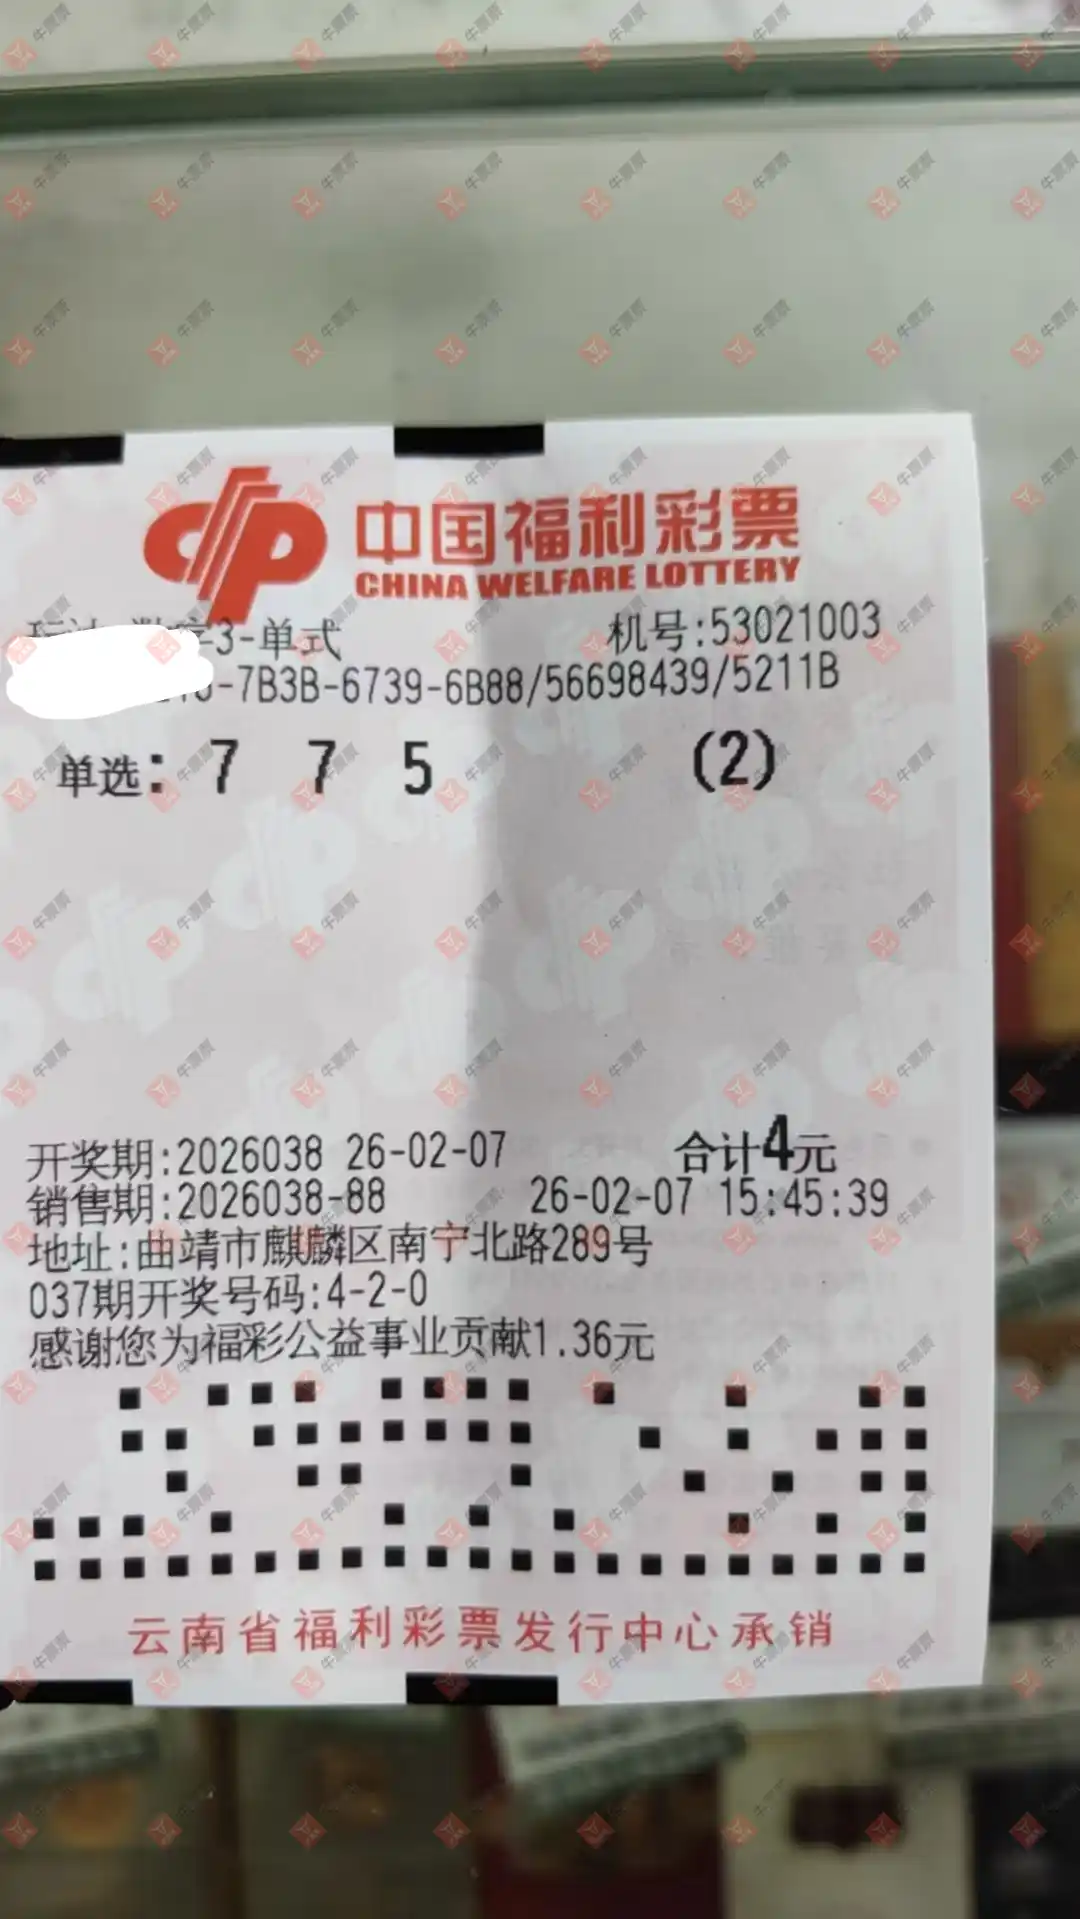 中国福利彩票
CHINA WELFARE LOTTERY
3-单式 机号:53021003
-7B3B-6739-6B88/56698439/5211B
单选: 7 7 5 (2)
开奖期:2026038 26-02-07 合计4元
销售期:2026038-88 26-02-07 15:45:39
地址:曲靖市麒麟区南宁北路289号
037期开奖号码:4-2-0
感谢您为福彩公益事业贡献1.36元
云南省福利彩票发行中心承销
牛票票